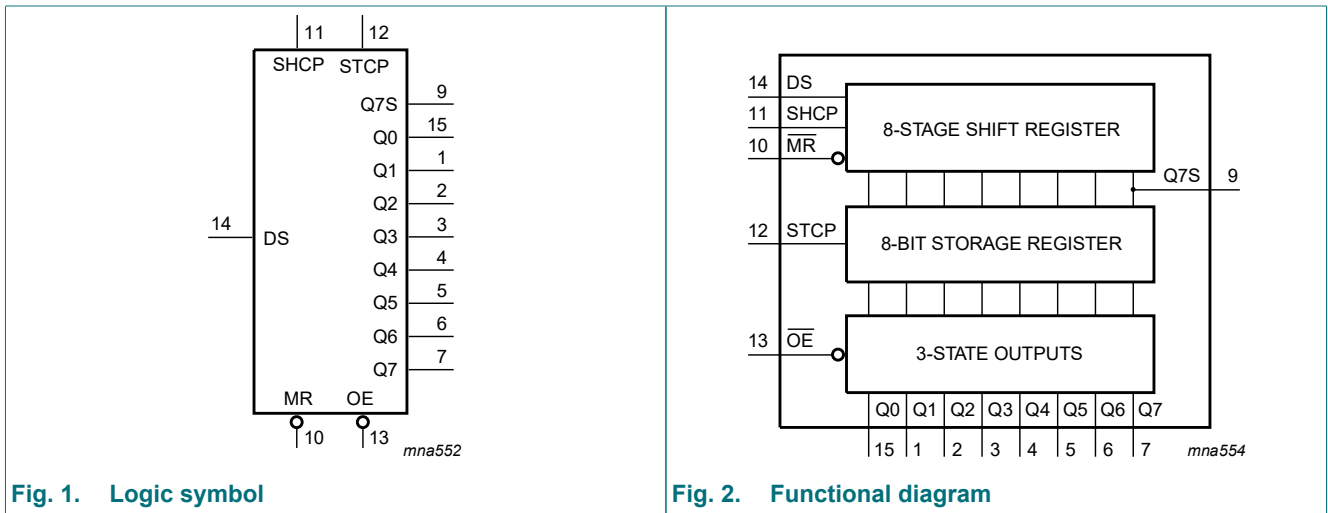 11 12
SHCP STCP
Q7S 9
Q0 15
Q1 1
Q2 2
14 DS Q3 3
Q4 4
Q5 5
Q6 6
Q7 7
MR OE
10 13
mna552
Fig. 1. Logic symbol
14 DS
11 SHCP
8-STAGE SHIFT REGISTER
10 M̅R̅
Q7S 9
12 STCP
8-BIT STORAGE REGISTER
13 O̅E̅
3-STATE OUTPUTS
Q0 Q1 Q2 Q3 Q4 Q5 Q6 Q7
15 1 2 3 4 5 6 7
mna554
Fig. 2. Functional diagram